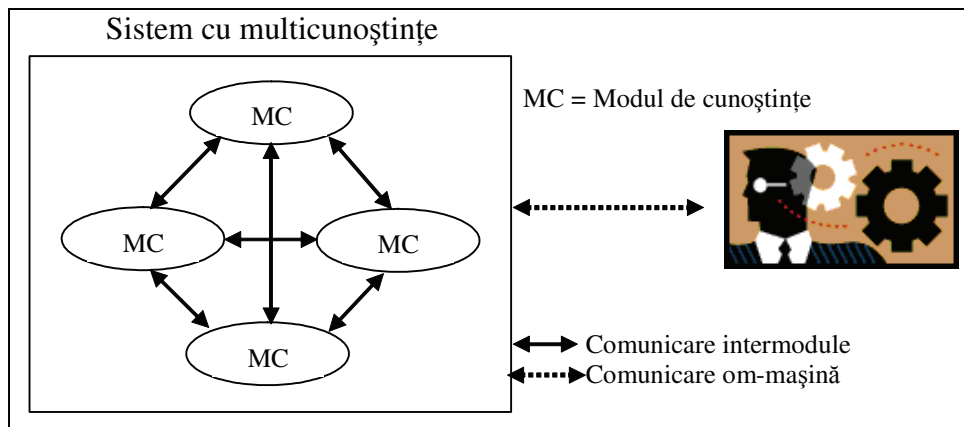 Sistem cu multicunoştinţe
MC = Modul de cunoştinţe
MC
MC
MC
MC
Comunicare intermodule
Comunicare om-maşină